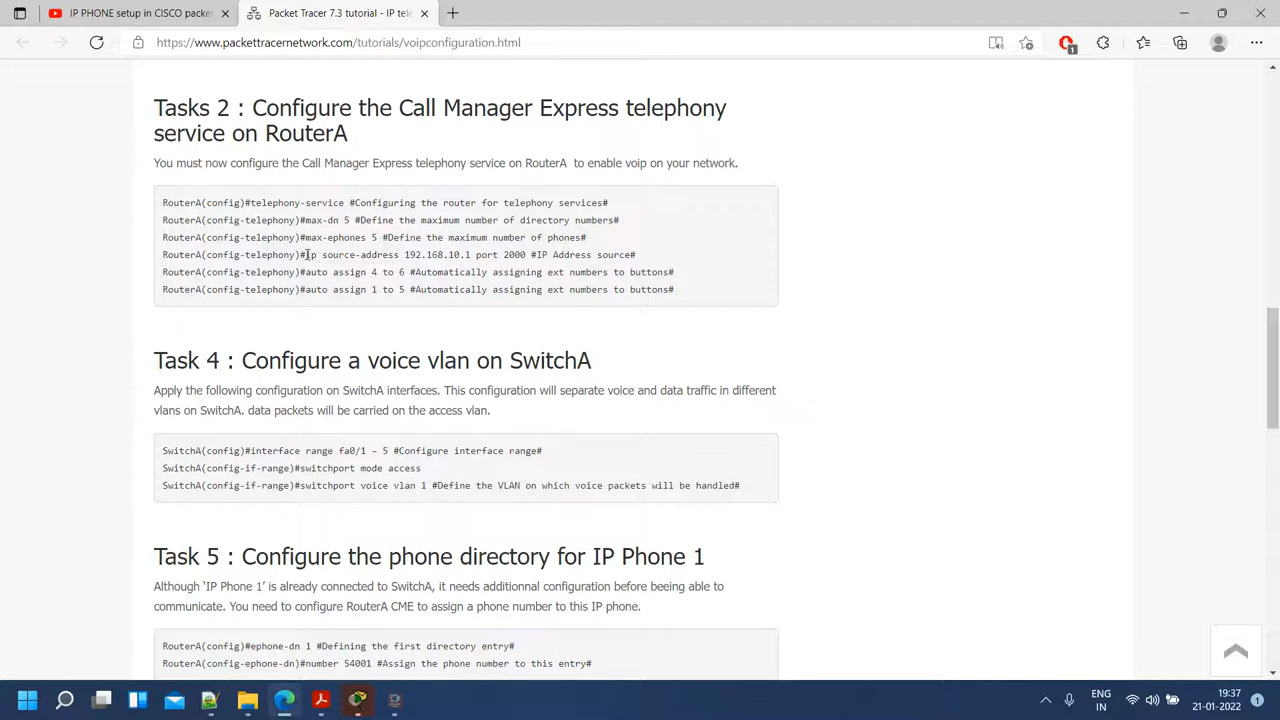 IP PHONE setup in CISCO packet
Packet Tracer 7.3 tutorial - IP tele
https://www.packettracernetwork.com/tutorials/voipconfiguration.html
1
Tasks 2 : Configure the Call Manager Express telephony
service on RouterA
You must now configure the Call Manager Express telephony service on RouterA  to enable voip on your network.
RouterA(config)#telephony-service #Configuring the router for telephony services#
RouterA(config-telephony)#max-dn 5 #Define the maximum number of directory numbers#
RouterA(config-telephony)#max-ephones 5 #Define the maximum number of phones#
RouterA(config-telephony)#ip source-address 192.168.10.1 port 2000 #IP Address source#
RouterA(config-telephony)#auto assign 4 to 6 #Automatically assigning ext numbers to buttons#
RouterA(config-telephony)#auto assign 1 to 5 #Automatically assigning ext numbers to buttons#
Task 4 : Configure a voice vlan on SwitchA
Apply the following configuration on SwitchA interfaces. This configuration will separate voice and data traffic in different
vlans on SwitchA. data packets will be carried on the access vlan.
SwitchA(config)#interface range fa0/1 – 5 #Configure interface range#
SwitchA(config-if-range)#switchport mode access
SwitchA(config-if-range)#switchport voice vlan 1 #Define the VLAN on which voice packets will be handled#
Task 5 : Configure the phone directory for IP Phone 1
Although ‘IP Phone 1’ is already connected to SwitchA, it needs additionnal configuration before beeing able to
communicate. You need to configure RouterA CME to assign a phone number to this IP phone.
RouterA(config)#ephone-dn 1 #Defining the first directory entry#
RouterA(config-ephone-dn)#number 54001 #Assign the phone number to this entry#
ENG
IN
19:37
21-01-2022
1